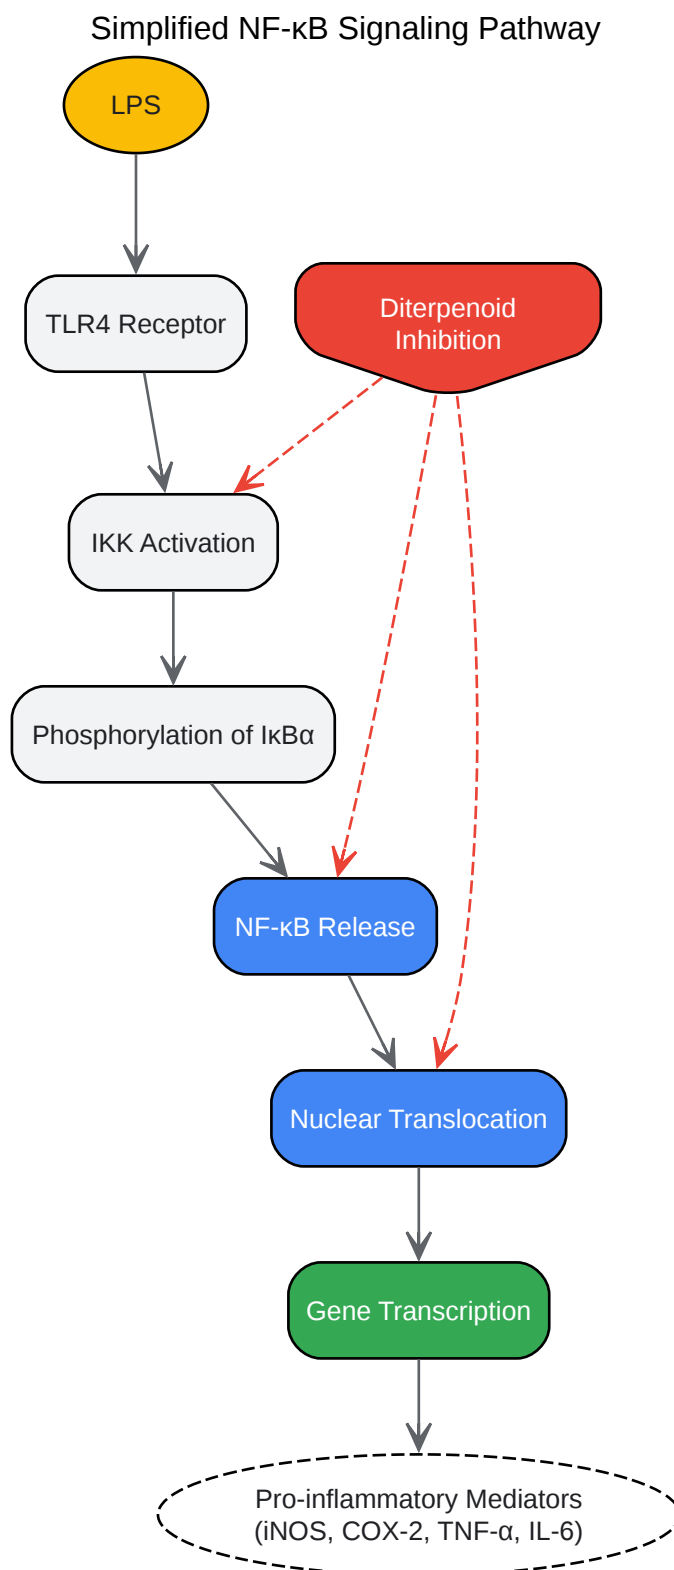 Simplified NF-κB Signaling Pathway
LPS
TLR4 Receptor
Diterpenoid
Inhibition
IKK Activation
Phosphorylation of IκBα
NF-κB Release
Nuclear Translocation
Gene Transcription
Pro-inflammatory Mediators
(iNOS, COX-2, TNF-α, IL-6)